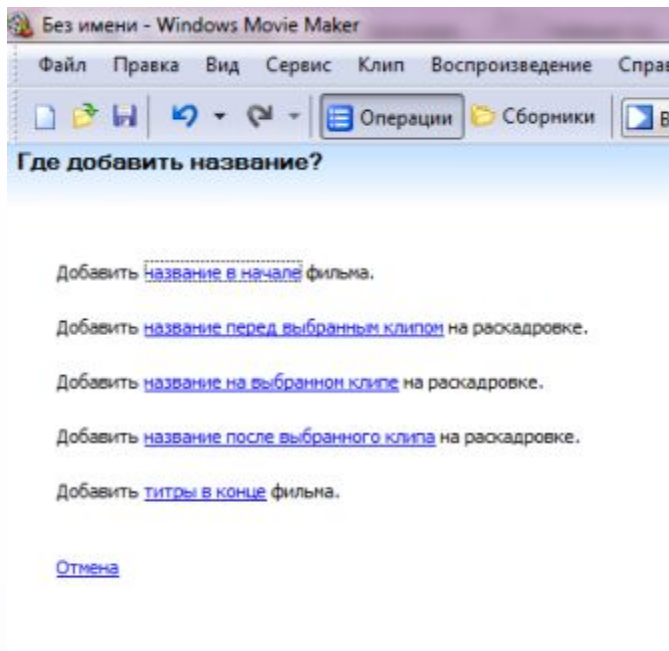 Без имени - Windows Movie Maker
Файл Правка Вид Сервис Клип Воспроизведение Спра
Операции Сборники
Где добавить название?
Добавить название в начале фильма.
Добавить название перед выбранным клипом на раскадровке.
Добавить название на выбранном клипе на раскадровке.
Добавить название после выбранного клипа на раскадровке.
Добавить титры в конце фильма.
Отмена